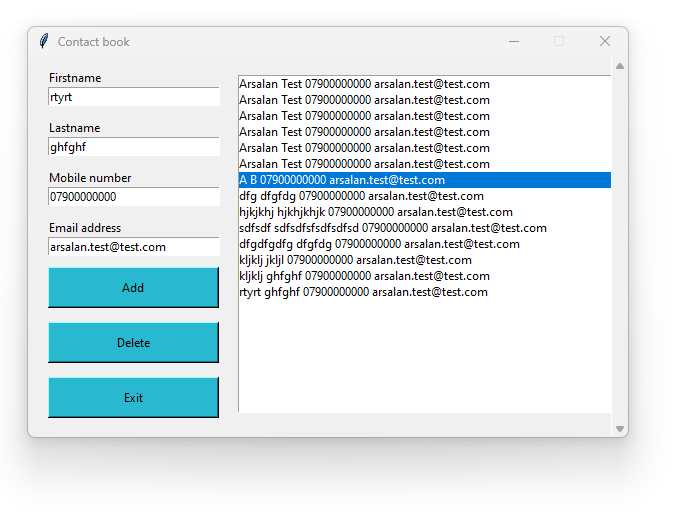 Contact book
Firstname
rtyrt
Lastname
ghfghf
Mobile number
07900000000
Email address
arsalan.test@test.com
Add
Delete
Exit
Arsalan Test 07900000000 arsalan.test@test.com
Arsalan Test 07900000000 arsalan.test@test.com
Arsalan Test 07900000000 arsalan.test@test.com
Arsalan Test 07900000000 arsalan.test@test.com
Arsalan Test 07900000000 arsalan.test@test.com
Arsalan Test 07900000000 arsalan.test@test.com
A B 07900000000 arsalan.test@test.com
dfg dfgfdg 07900000000 arsalan.test@test.com
hjkjkhj hjkhjkhjk 07900000000 arsalan.test@test.com
sdfsdf sdfsdfsfsdfsdfsd 07900000000 arsalan.test@test.com
dfgdfgdfg dfgfdg 07900000000 arsalan.test@test.com
kljklj jkljl 07900000000 arsalan.test@test.com
kljklj ghfghf 07900000000 arsalan.test@test.com
rtyrt ghfghf 07900000000 arsalan.test@test.com